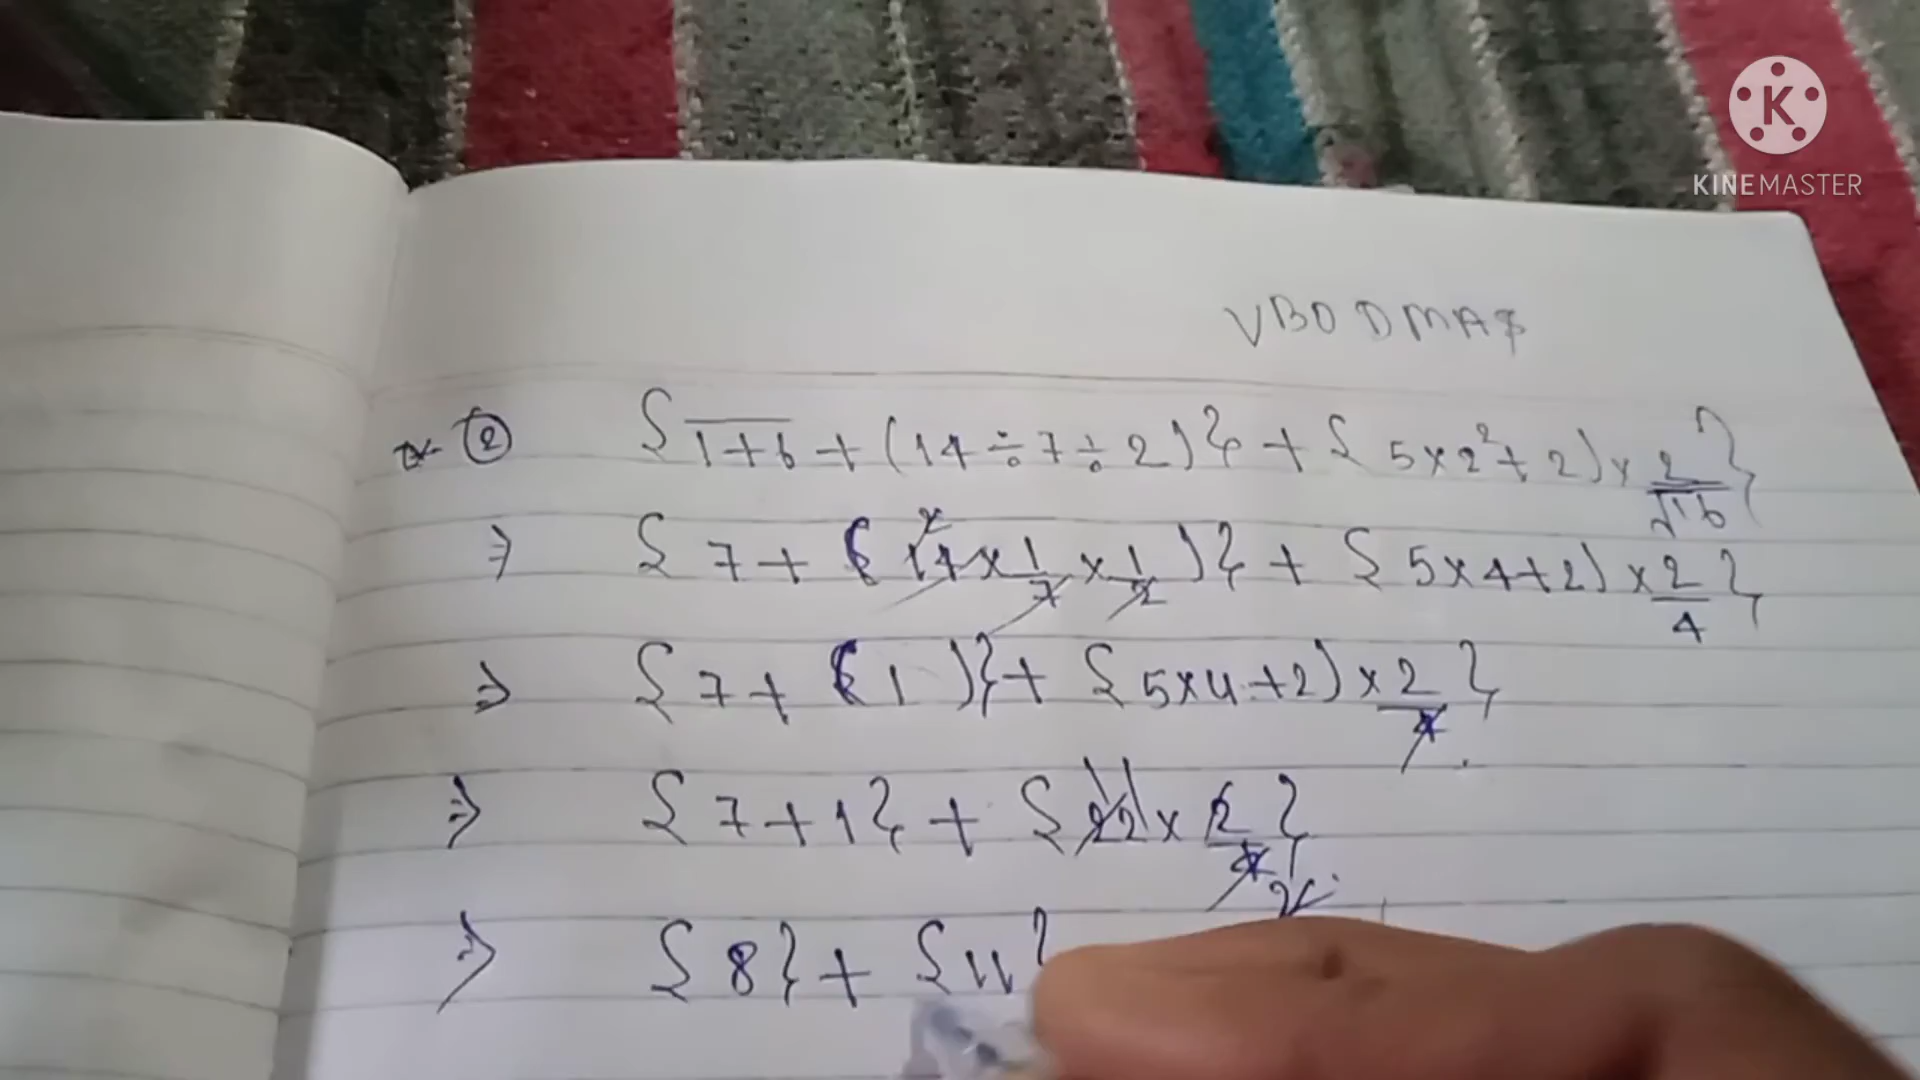 KINEMASTER
VBODMAS
② { 1+6 + (14÷7÷2)} + { 5×2²+2)× 2/√16 }
⇒ { 7 + ( 14 × 1/7 × 1/2 )} + { 5×4+2) × 2/4 }
⇒ { 7 + ( 1 )} + { 5×4+2) × 2/4 }
⇒ { 7+1} + { 22 × 2/4 }
⇒ { 8} + { 11}